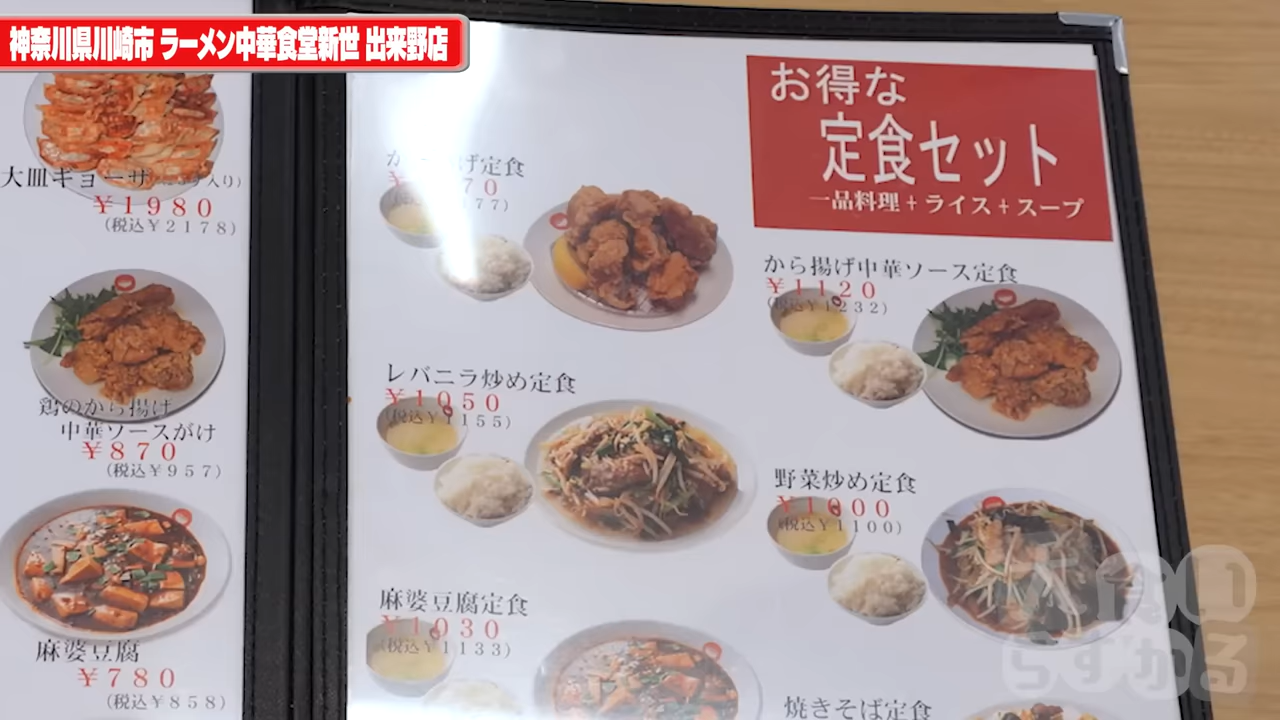 神奈川県川崎市 ラーメン中華食堂新世 出来野店
大皿ギョーザ
￥1980
(税込￥2178)
鶏のから揚げ
中華ソースがけ
￥870
(税込￥957)
麻婆豆腐
￥780
(税込￥858)
お得な
定食セット
一品料理+ライス+スープ
げ定食
から揚げ中華ソース定食
￥1120
(税込￥1232)
レバニラ炒め定食
￥1050
(税込￥1155)
野菜炒め定食
￥1000
(税込￥1100)
麻婆豆腐定食
￥1030
(税込￥1133)
焼きそば定食